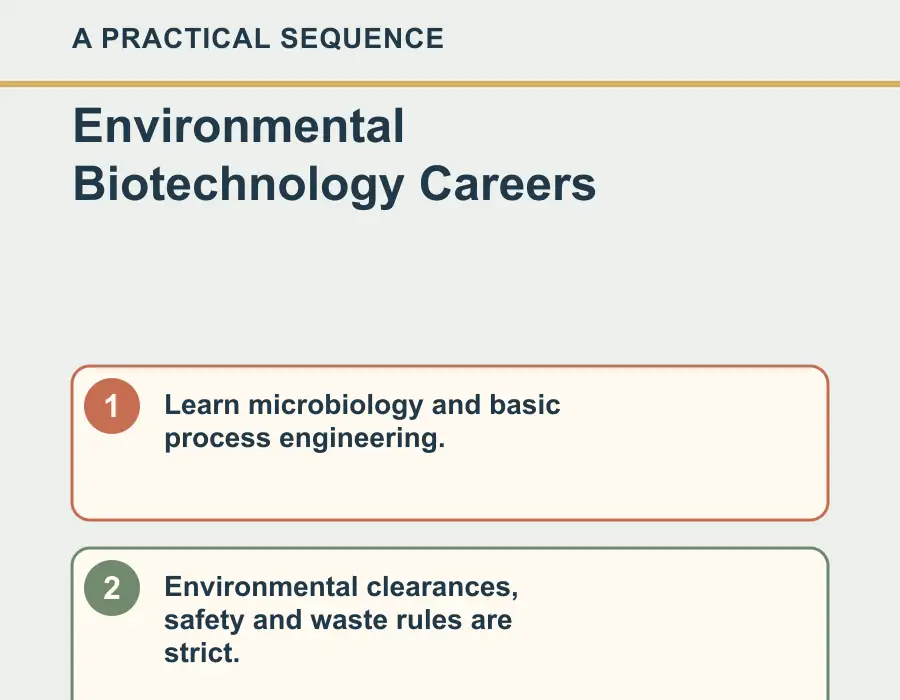 A PRACTICAL SEQUENCE
Environmental
Biotechnology Careers
1
Learn microbiology and basic
process engineering.
2
Environmental clearances,
safety and waste rules are
strict.